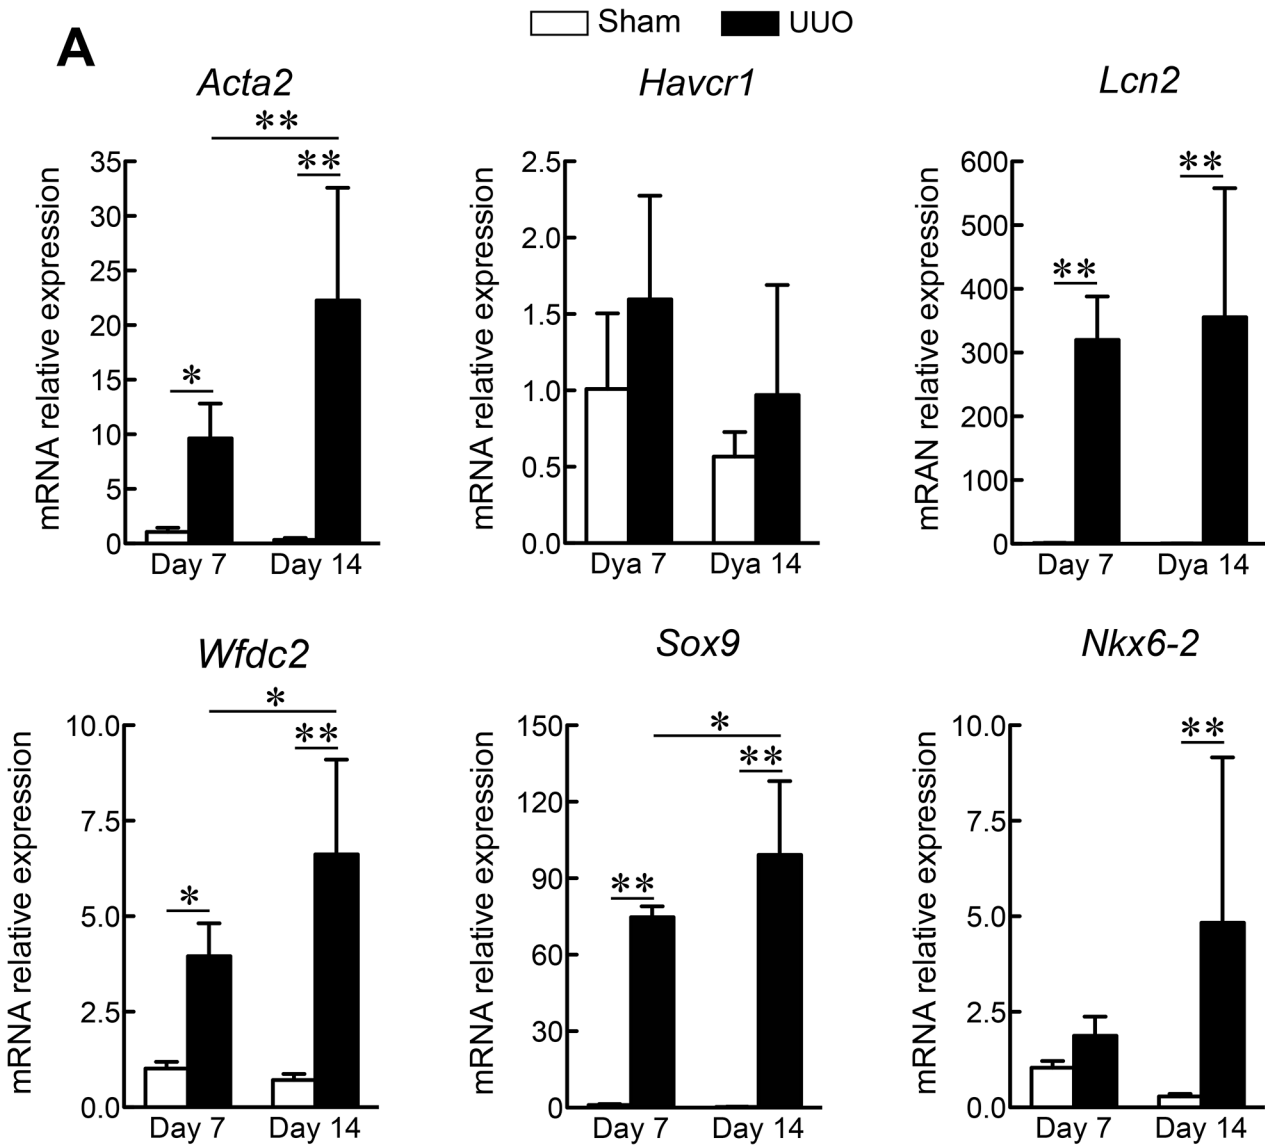 Sham UUO
A
Acta2
**
**
*
mRNA relative expression
35
30
25
20
15
10
5
0
Day 7 Day 14
Havcr1
mRNA relative expression
2.5
2.0
1.5
1.0
0.5
0.0
Dya 7 Dya 14
Lcn2
**
**
mRAN relative expression
600
500
400
300
200
100
0
Day 7 Dya 14
Wfdc2
*
**
*
mRNA relative expression
10.0
7.5
5.0
2.5
0.0
Day 7 Day 14
Sox9
*
**
**
mRNA relative expression
150
120
90
60
30
0
Day 7 Day 14
Nkx6-2
**
mRNA relative expression
10.0
7.5
5.0
2.5
0.0
Day 7 Day 14